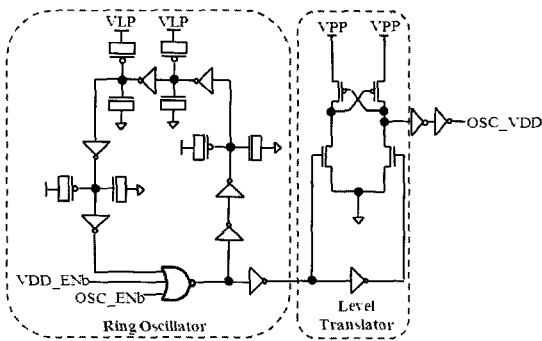 VLP VLP VPP VPP
OSC_VDD
VDD_ENb
OSC_ENb
Ring Oscillator
Level
Translator